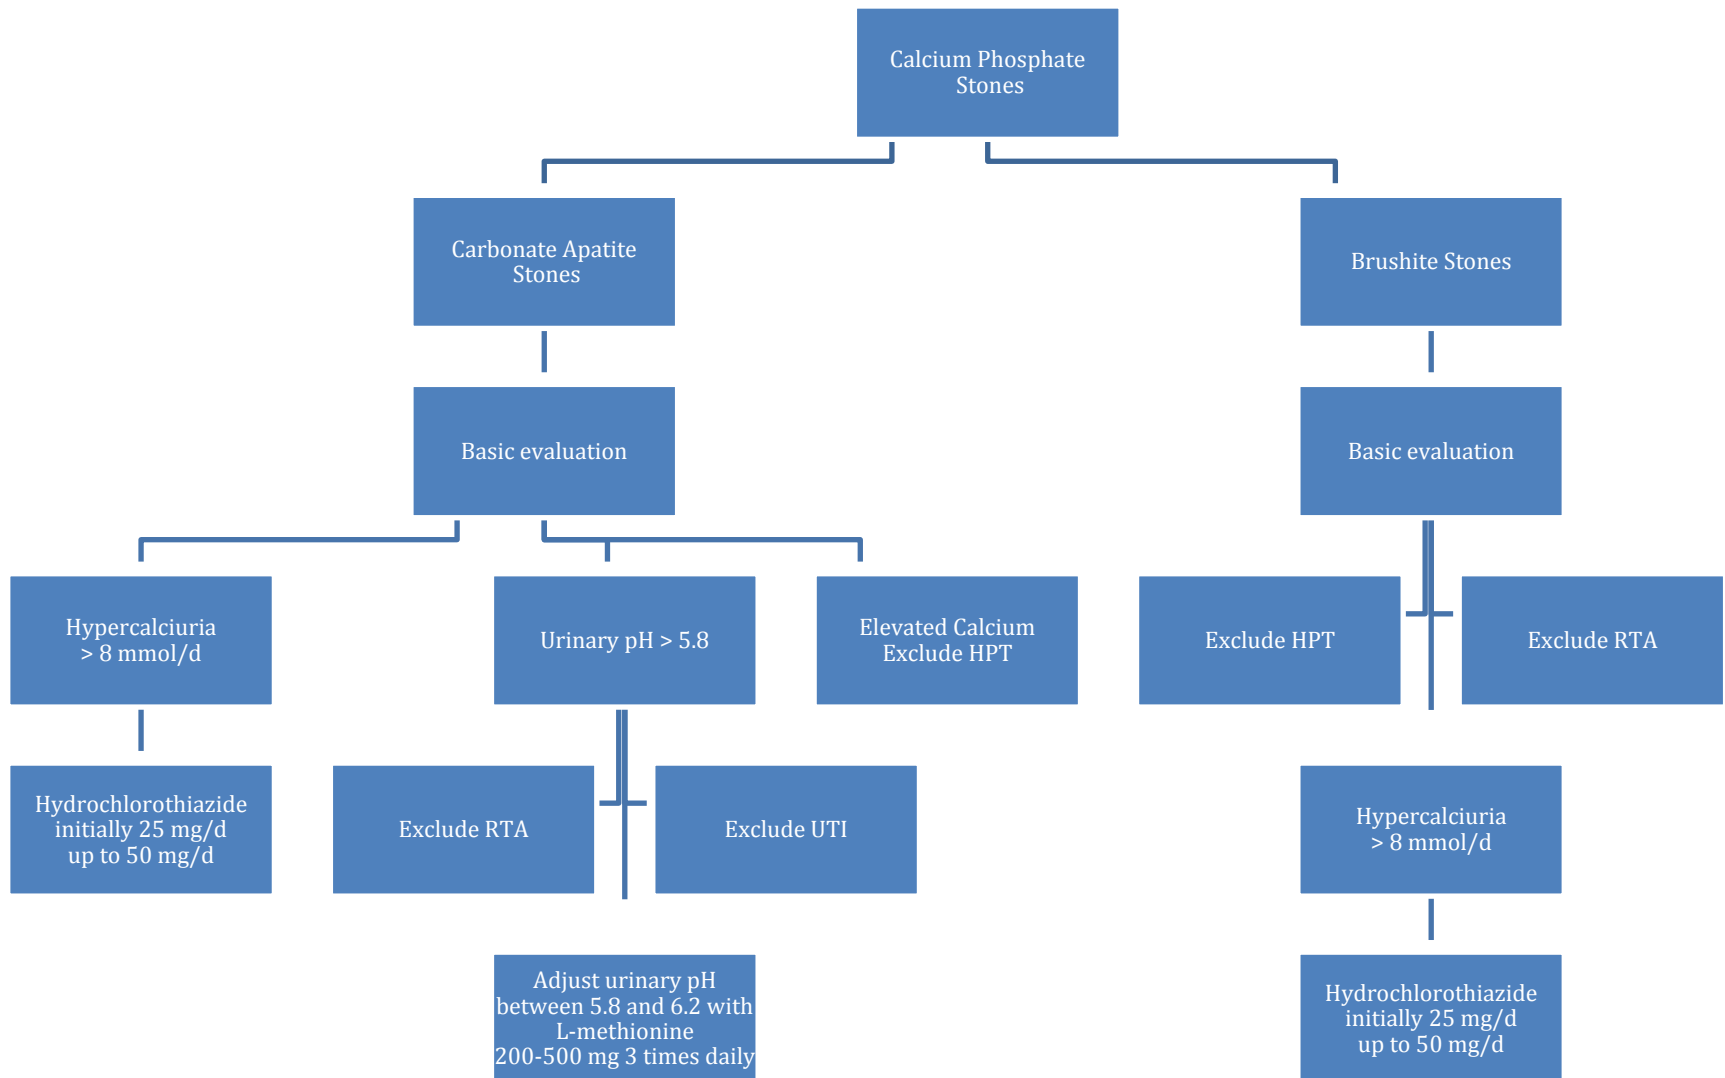 Calcium Phosphate
Stones
Carbonate Apatite
Stones
Brushite Stones
Basic evaluation
Basic evaluation
Hypercalciuria
> 8 mmol/d
Urinary pH > 5.8
Elevated Calcium
Exclude HPT
Exclude HPT
Exclude RTA
Hydrochlorothiazide
initially 25 mg/d
up to 50 mg/d
Exclude RTA
Exclude UTI
Hypercalciuria
> 8 mmol/d
Adjust urinary pH
between 5.8 and 6.2 with
L-methionine
200-500 mg 3 times daily
Hydrochlorothiazide
initially 25 mg/d
up to 50 mg/d